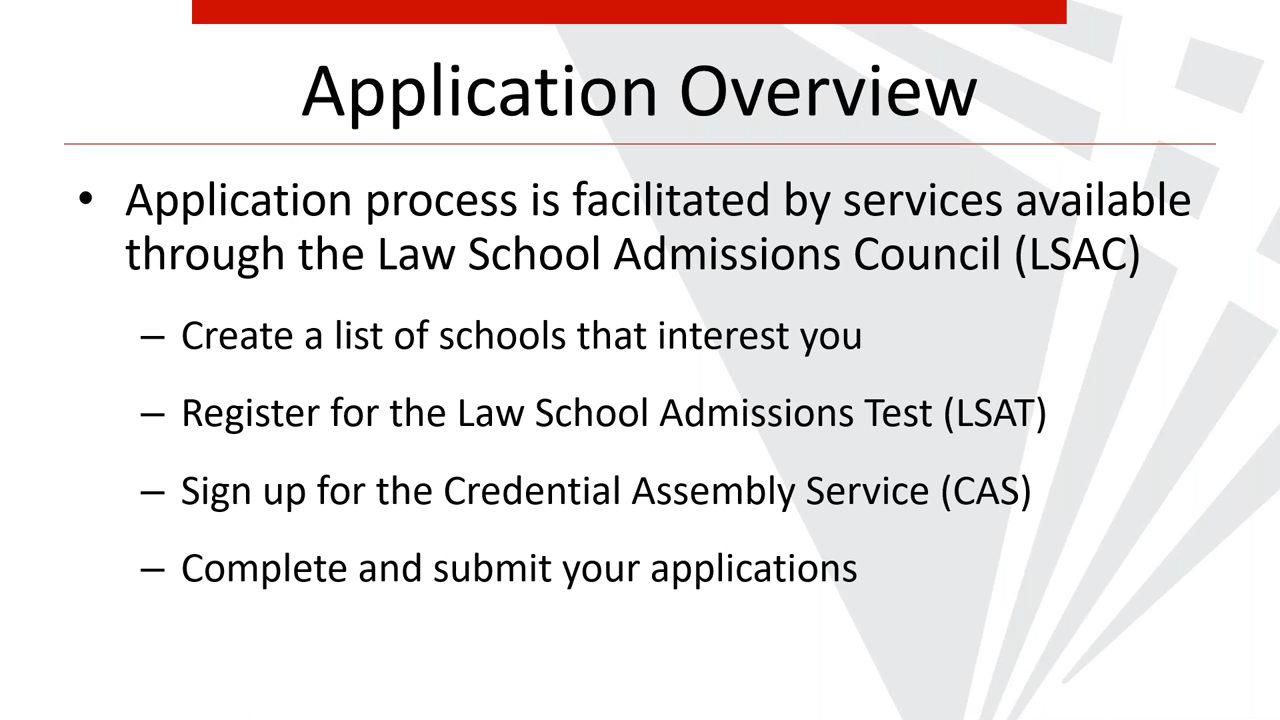 Application Overview
• Application process is facilitated by services available
through the Law School Admissions Council (LSAC)
– Create a list of schools that interest you
– Register for the Law School Admissions Test (LSAT)
– Sign up for the Credential Assembly Service (CAS)
– Complete and submit your applications